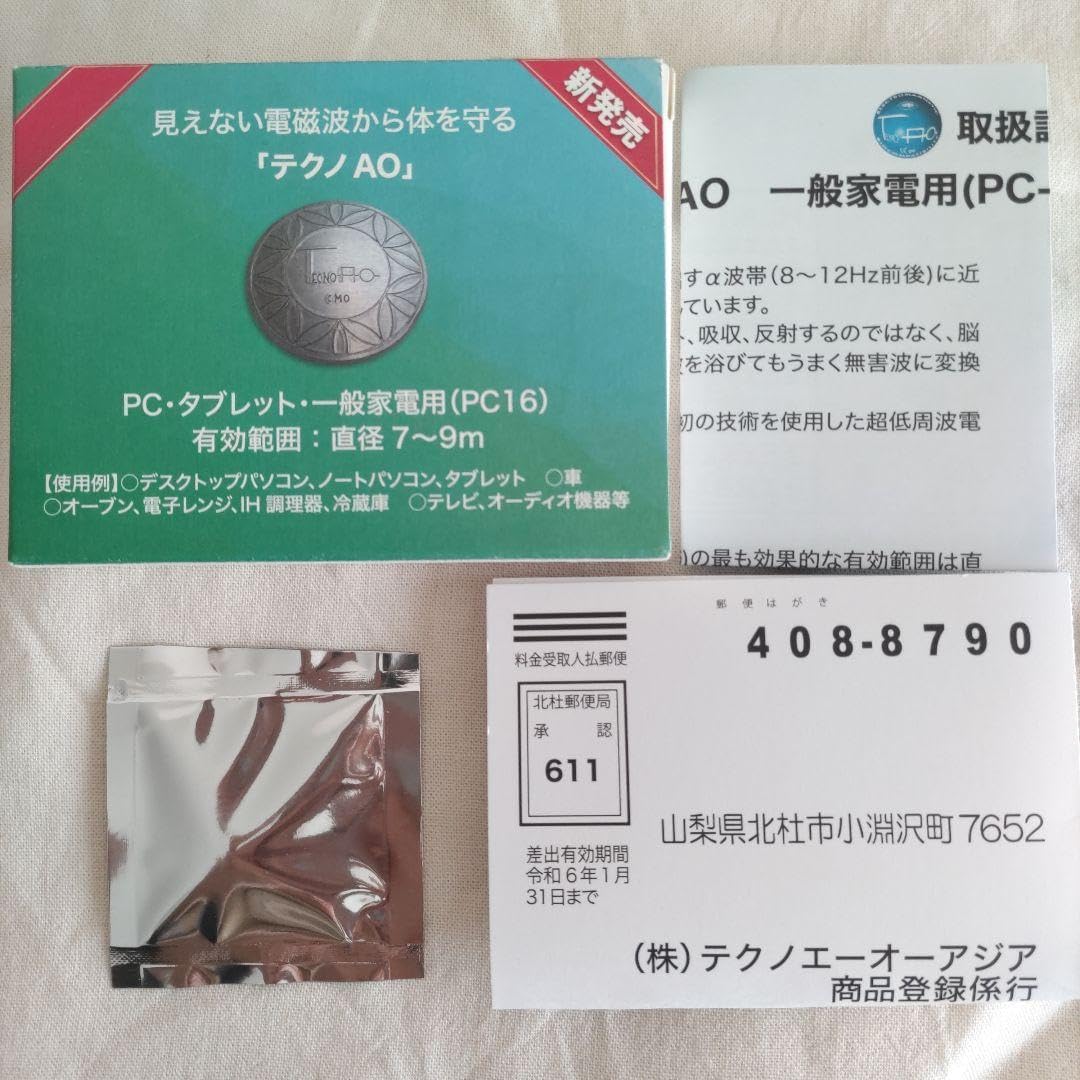 新発売
見えない電磁波から体を守る
「テクノAO」
TECNO AO
CMO
PC・タブレット・一般家電用(PC16)
有効範囲：直径7〜9m
【使用例】○デスクトップパソコン、ノートパソコン、タブレット ○車
○オーブン、電子レンジ、IH調理器、冷蔵庫 ○テレビ、オーディオ機器等
取扱説
AO 一般家電用(PC-
すα波帯(8〜12Hz前後)に近
ています。
、吸収、反射するのではなく、脳
を浴びてもうまく無害波に変換
初の技術を使用した超低周波電
)の最も効果的な有効範囲は直
郵便はがき
408-8790
料金受取人払郵便
北杜郵便局
承認
611
差出有効期間
令和6年1月
31日まで
山梨県北杜市小淵沢町7652
(株)テクノエーオーアジア
商品登録係行